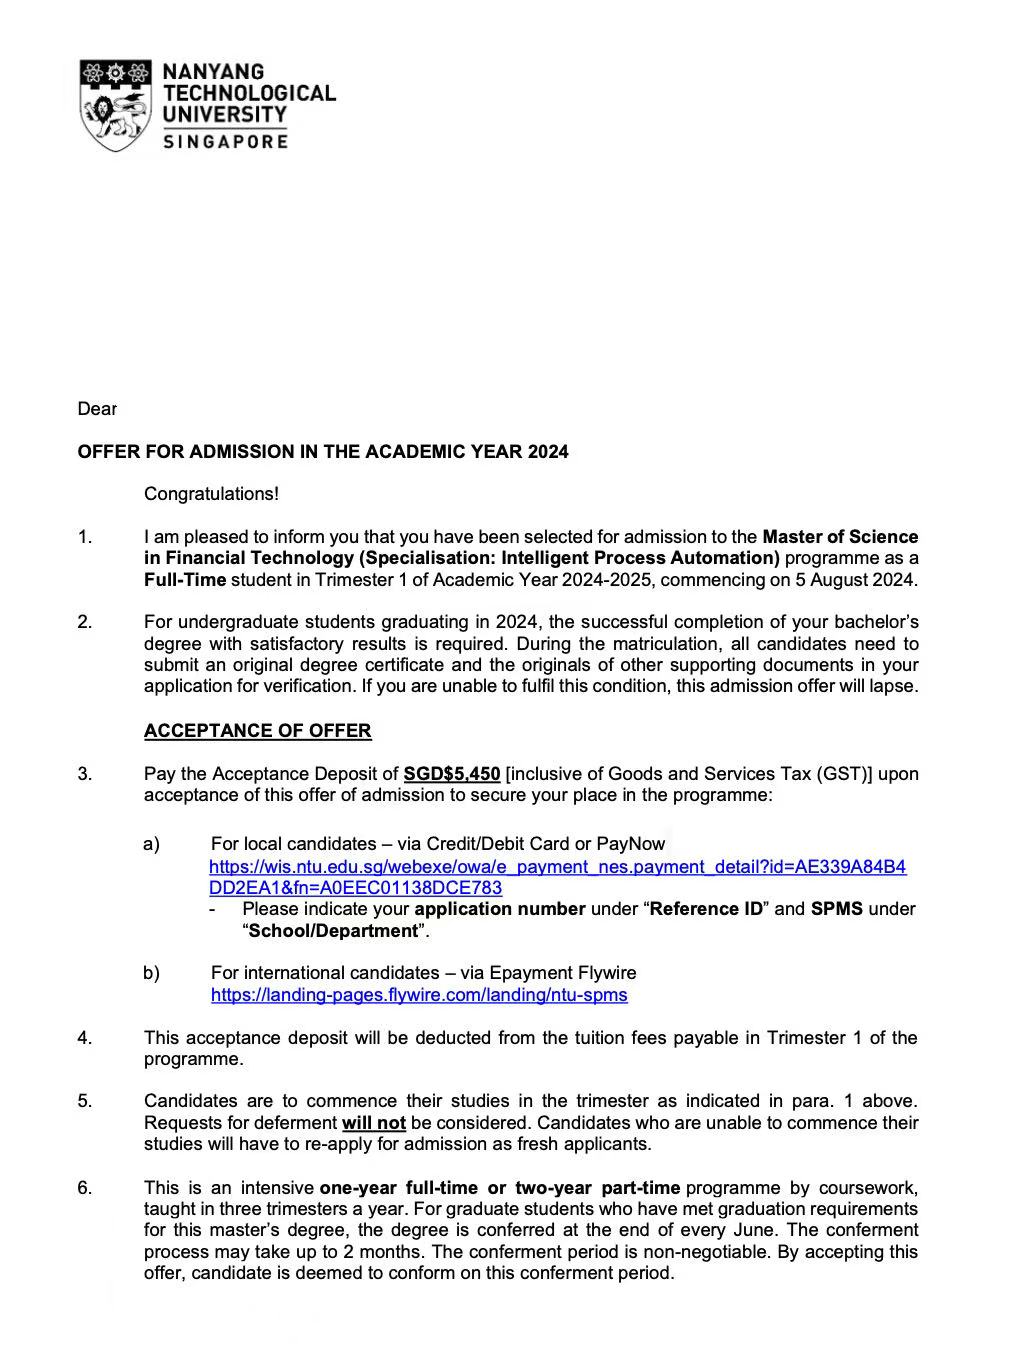 NANYANG
TECHNOLOGICAL
UNIVERSITY
SINGAPORE
Dear
OFFER FOR ADMISSION IN THE ACADEMIC YEAR 2024
Congratulations!
1. I am pleased to inform you that you have been selected for admission to the Master of Science
in Financial Technology (Specialisation: Intelligent Process Automation) programme as a
Full-Time student in Trimester 1 of Academic Year 2024-2025, commencing on 5 August 2024.
2. For undergraduate students graduating in 2024, the successful completion of your bachelor’s
degree with satisfactory results is required. During the matriculation, all candidates need to
submit an original degree certificate and the originals of other supporting documents in your
application for verification. If you are unable to fulfil this condition, this admission offer will lapse.
ACCEPTANCE OF OFFER
3. Pay the Acceptance Deposit of SGD$5,450 [inclusive of Goods and Services Tax (GST)] upon
acceptance of this offer of admission to secure your place in the programme:
a) For local candidates – via Credit/Debit Card or PayNow
https://wis.ntu.edu.sg/webexe/owa/e_payment_nes.payment_detail?id=AE339A84B4
DD2EA1&fn=A0EEC01138DCE783
- Please indicate your application number under “Reference ID” and SPMS under
“School/Department”.
b) For international candidates – via Epayment Flywire
https://landing-pages.flywire.com/landing/ntu-spms
4. This acceptance deposit will be deducted from the tuition fees payable in Trimester 1 of the
programme.
5. Candidates are to commence their studies in the trimester as indicated in para. 1 above.
Requests for deferment will not be considered. Candidates who are unable to commence their
studies will have to re-apply for admission as fresh applicants.
6. This is an intensive one-year full-time or two-year part-time programme by coursework,
taught in three trimesters a year. For graduate students who have met graduation requirements
for this master’s degree, the degree is conferred at the end of every June. The conferment
process may take up to 2 months. The conferment period is non-negotiable. By accepting this
offer, candidate is deemed to conform on this conferment period.